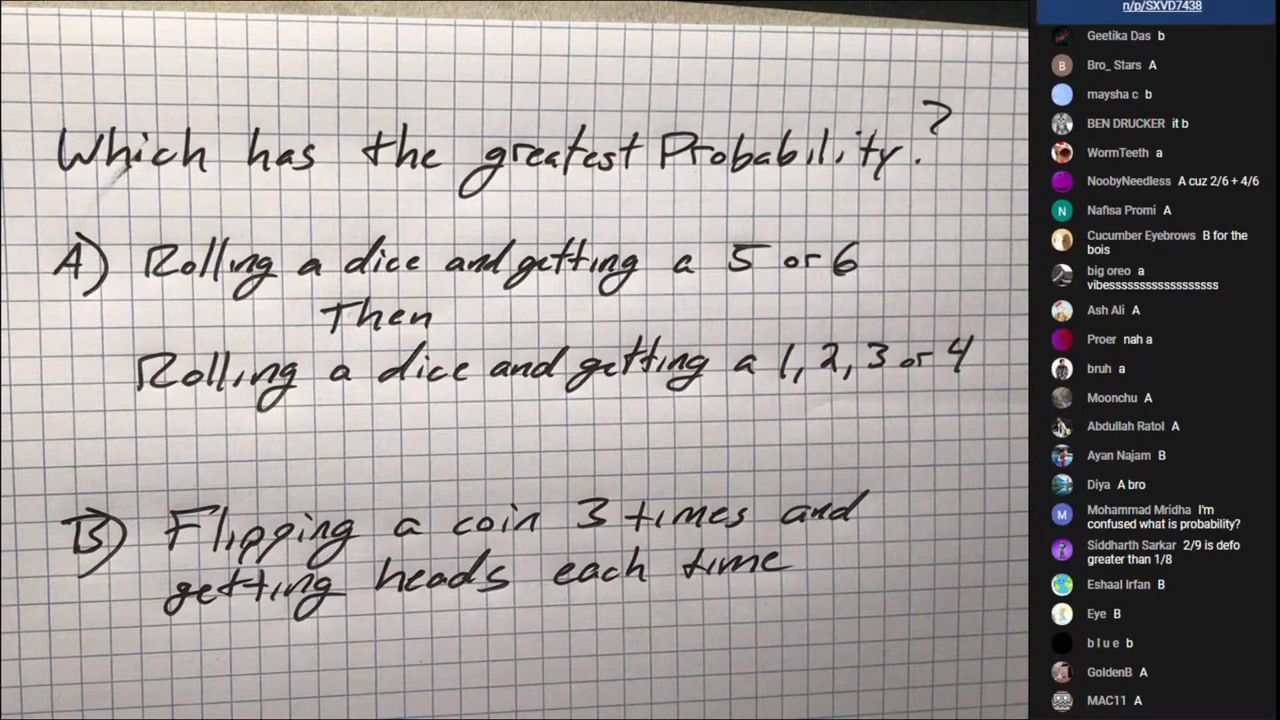 Which has the greatest Probability.?
A) Rolling a dice and getting a 5 or 6
Then
Rolling a dice and getting a 1, 2, 3 or 4
B) Flipping a coin 3 times and
getting heads each time
n/p/SXVD7438
Geetika Das b
B Bro_ Stars A
maysha c b
BEN DRUCKER it b
WormTeeth a
NoobyNeedless A cuz 2/6 + 4/6
N Nafisa Promi A
Cucumber Eyebrows B for the
bois
big oreo a
vibesssssssssssssssssss
Ash Ali A
Proer nah a
bruh a
Moonchu A
Abdullah Ratol A
Ayan Najam B
Diya A bro
M Mohammad Mridha I'm
confused what is probability?
Siddharth Sarkar 2/9 is defo
greater than 1/8
Eshaal Irfan B
Eye B
b l u e b
GoldenB A
MAC11 A